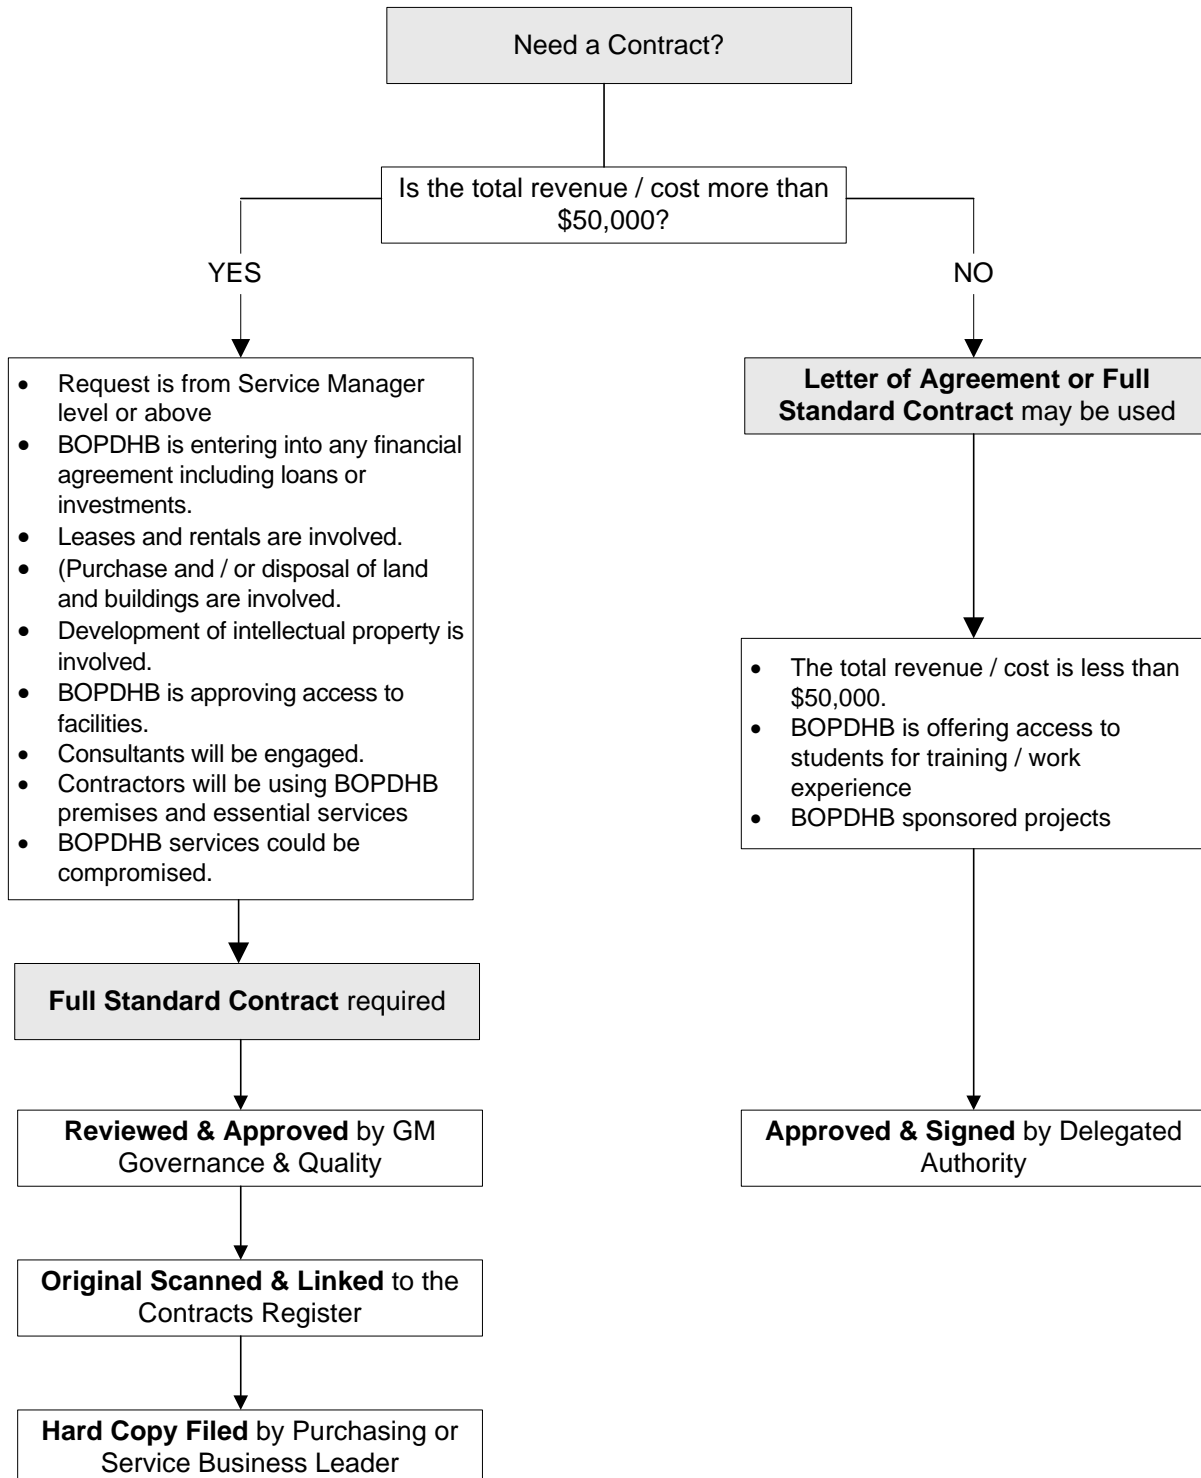 Need a Contract?
Is the total revenue / cost more than
$50,000?
YES
NO
• Request is from Service Manager
level or above
• BOPDHB is entering into any financial
agreement including loans or
investments.
• Leases and rentals are involved.
• (Purchase and / or disposal of land
and buildings are involved.
• Development of intellectual property is
involved.
• BOPDHB is approving access to
facilities.
• Consultants will be engaged.
• Contractors will be using BOPDHB
premises and essential services
• BOPDHB services could be
compromised.
Letter of Agreement or Full
Standard Contract may be used
• The total revenue / cost is less than
$50,000.
• BOPDHB is offering access to
students for training / work
experience
• BOPDHB sponsored projects
Full Standard Contract required
Reviewed & Approved by GM
Governance & Quality
Approved & Signed by Delegated
Authority
Original Scanned & Linked to the
Contracts Register
Hard Copy Filed by Purchasing or
Service Business Leader